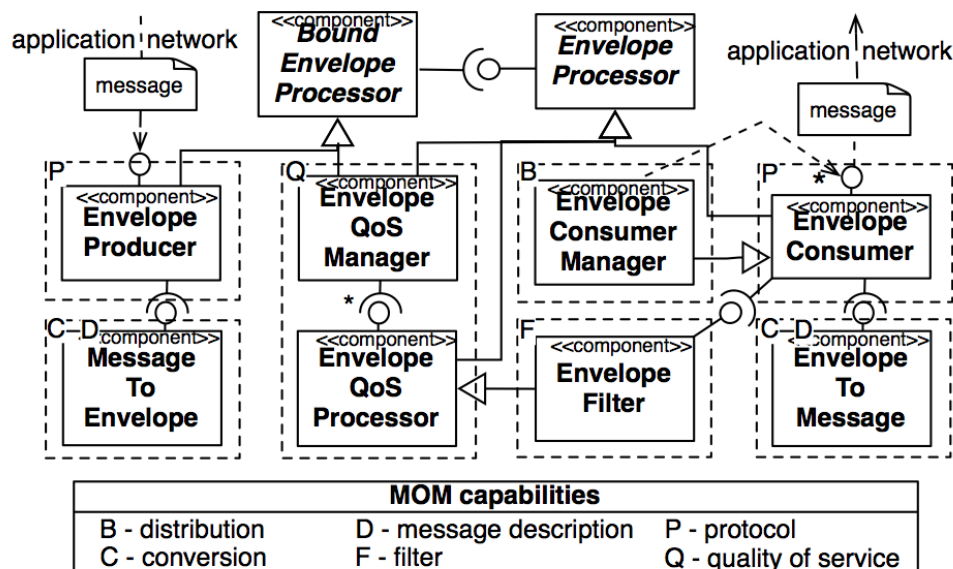 <<component>>
Bound
Envelope
Processor
<<component>>
Envelope
Processor
application network
message
application network
message
P
<<component>>
Envelope
Producer
Q
<<component>>
Envelope
QoS
Manager
B
<<component>>
Envelope
Consumer
Manager
P
*
<<component>>
Envelope
Consumer
*
C D
<<component>>
Message
To
Envelope
<<component>>
Envelope
QoS
Processor
F
<<component>>
Envelope
Filter
C D
<<component>>
Envelope
To
Message
MOM capabilities
B - distribution D - message description P - protocol
C - conversion F - filter Q - quality of service